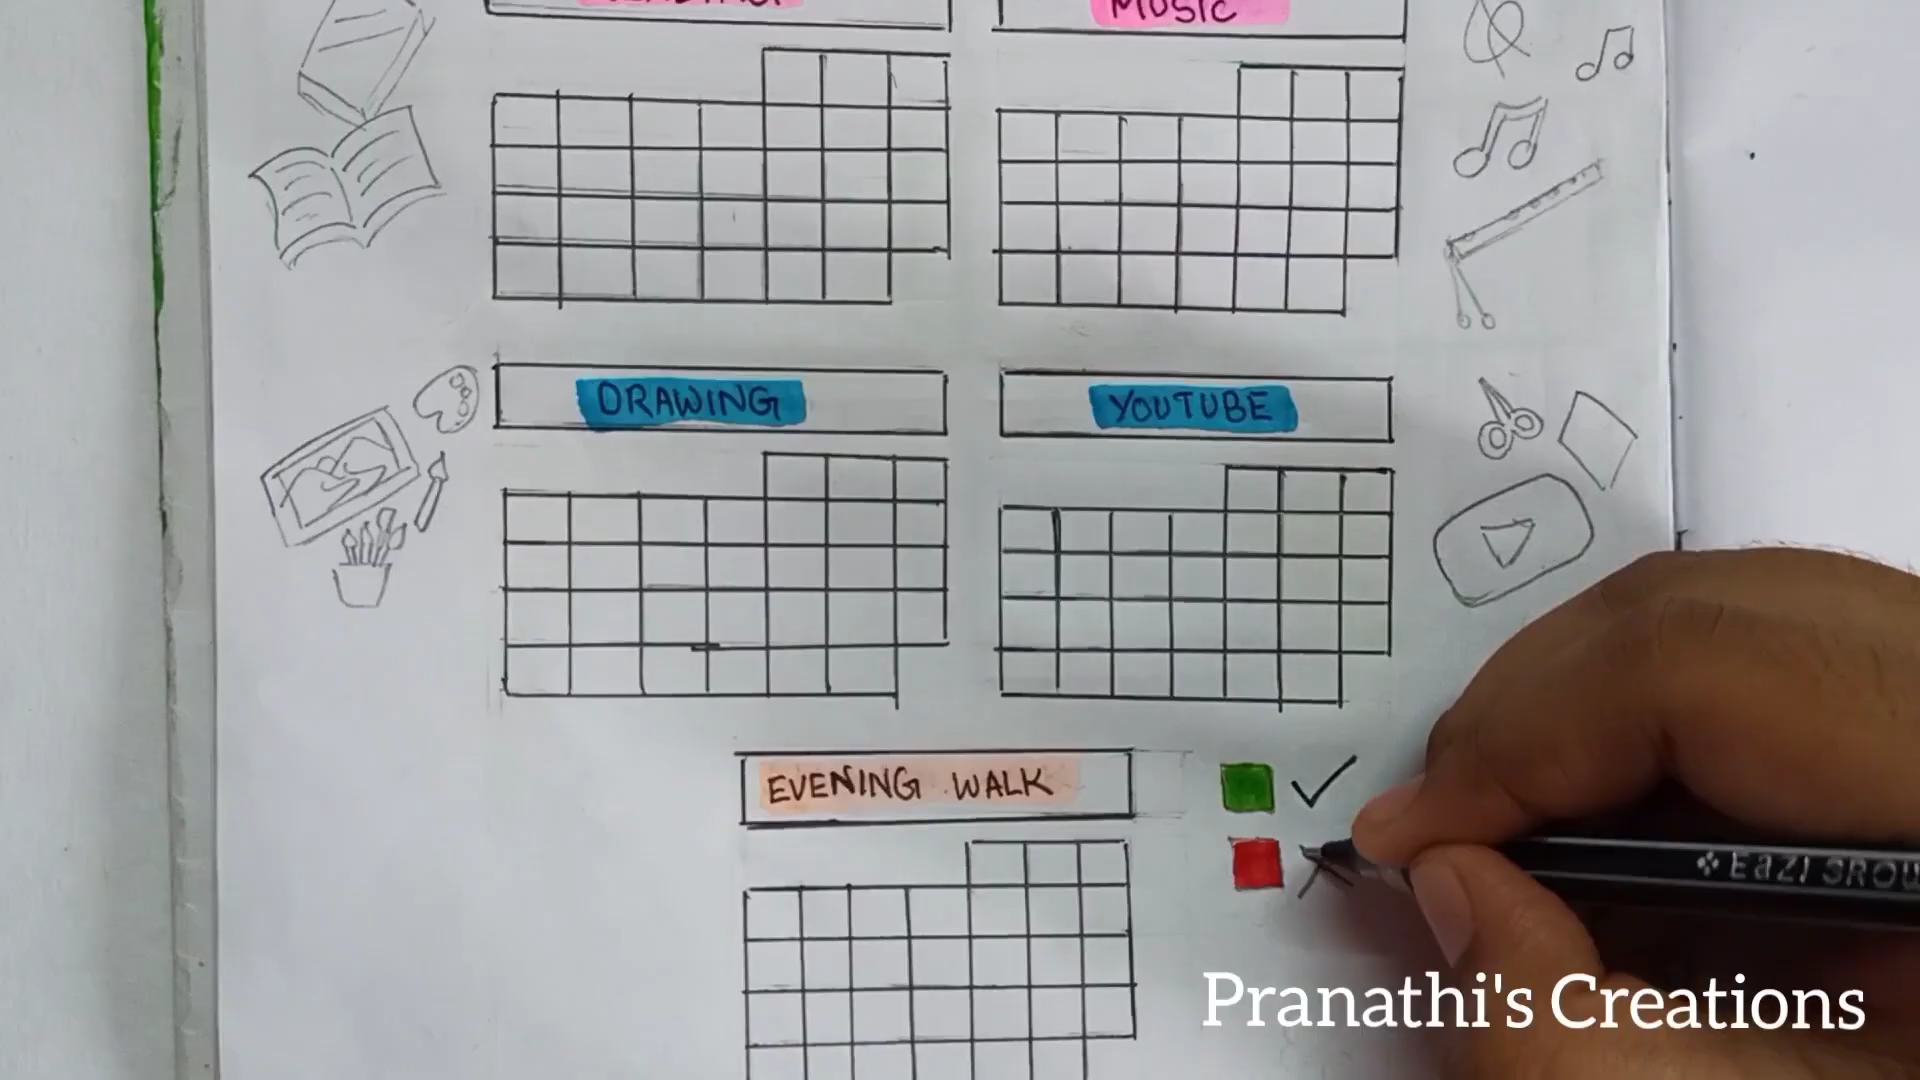 MUSIC
DRAWING
YOUTUBE
EVENING WALK
Pranathi's Creations